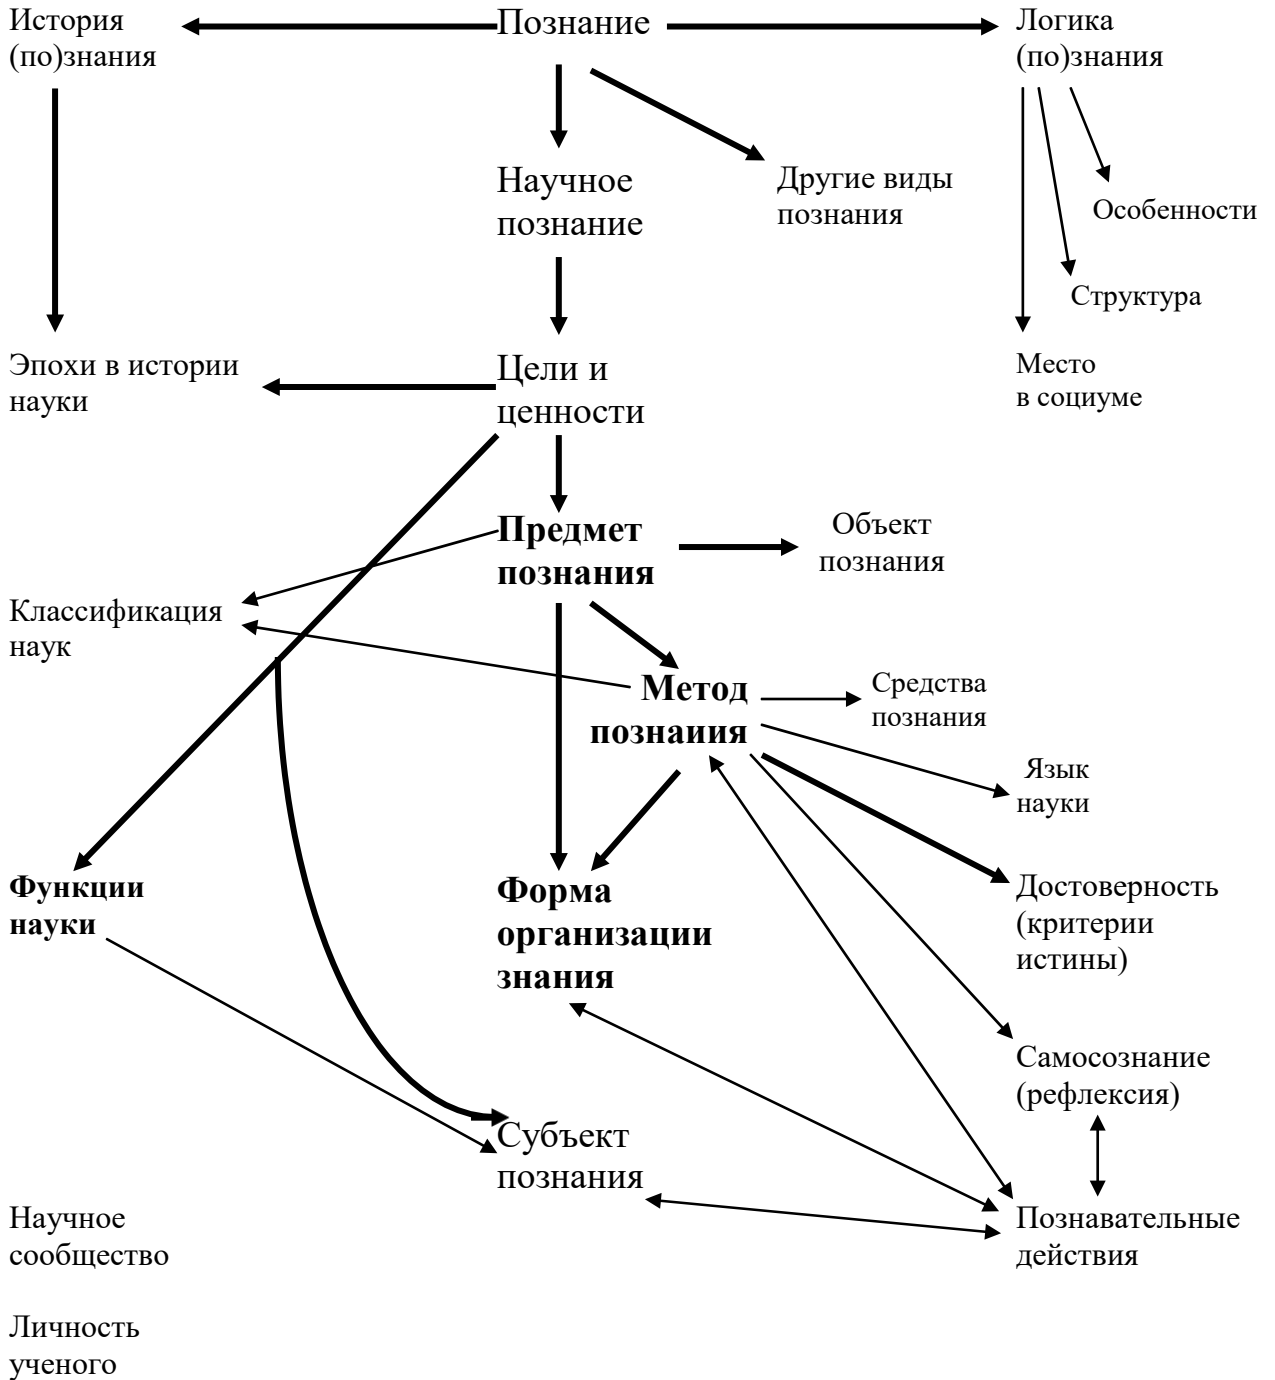 История
(по)знания
Познание
Логика
(по)знания
Научное
познание
Другие виды
познания
Особенности
Структура
Эпохи в истории
науки
Цели и
ценности
Место
в социуме
Предмет
познания
Объект
познания
Классификация
наук
Метод
познаиия
Средства
познания
Язык
науки
Функции
науки
Форма
организации
знания
Достоверность
(критерии
истины)
Самосознание
(рефлексия)
Субъект
познания
Научное
сообщество
Познавательные
действия
Личность
ученого